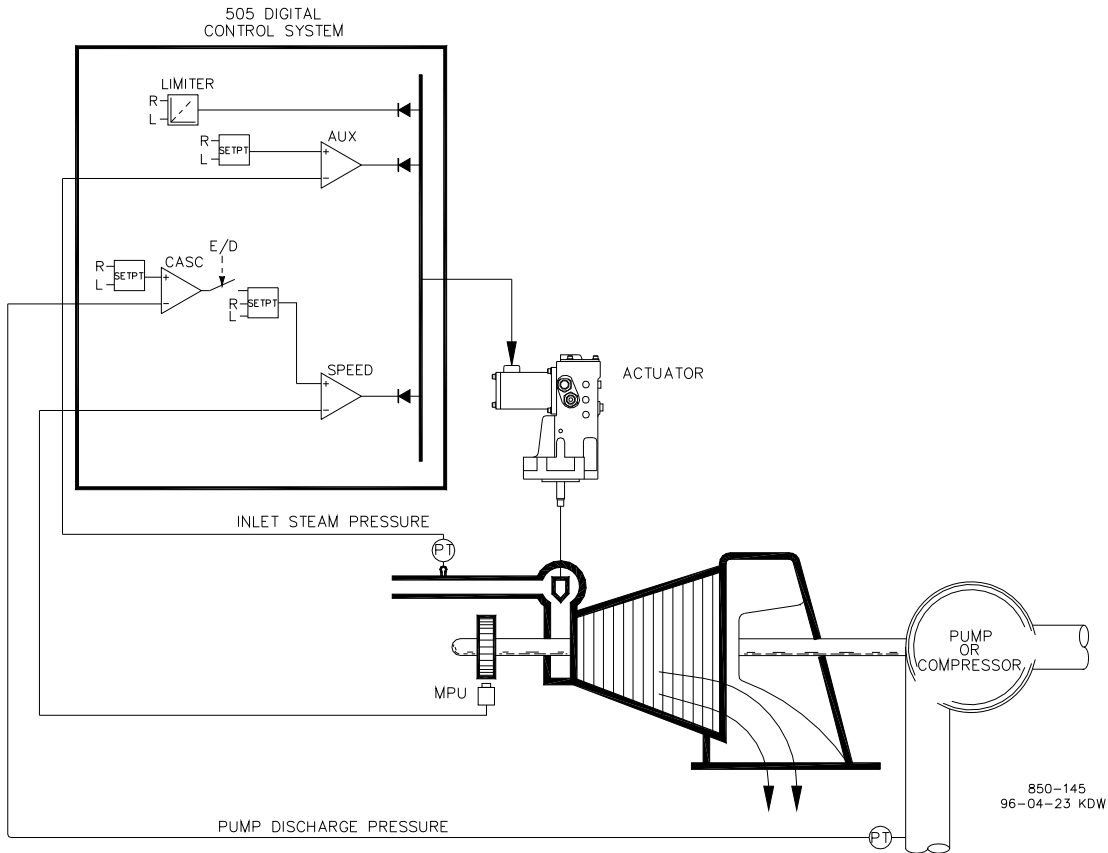 505 DIGITAL
CONTROL SYSTEM
LIMITER
R
L
AUX
R
L
SETPT
+
−
E/D
CASC
R
L
SETPT
+
−
R
L
SETPT
SPEED
+
−
ACTUATOR
INLET STEAM PRESSURE
PT
MPU
PUMP
OR
COMPRESSOR
PUMP DISCHARGE PRESSURE
PT
850-145
96-04-23 KDW